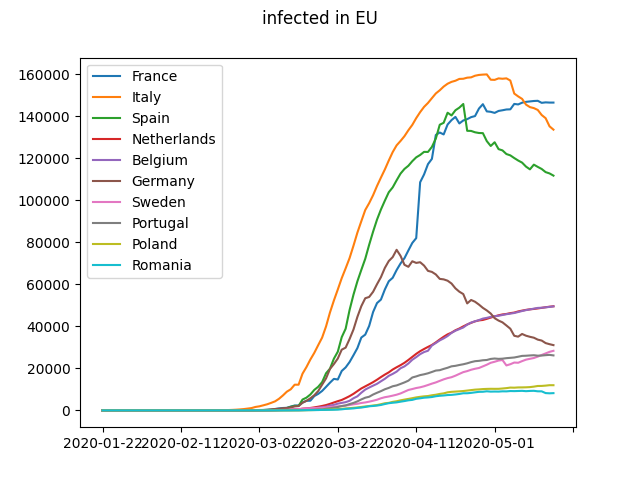 infected in EU
160000
140000
120000
100000
80000
60000
40000
20000
0
France
Italy
Spain
Netherlands
Belgium
Germany
Sweden
Portugal
Poland
Romania
2020-01-22
2020-02-11
2020-03-02
2020-03-22
2020-04-11
2020-05-01